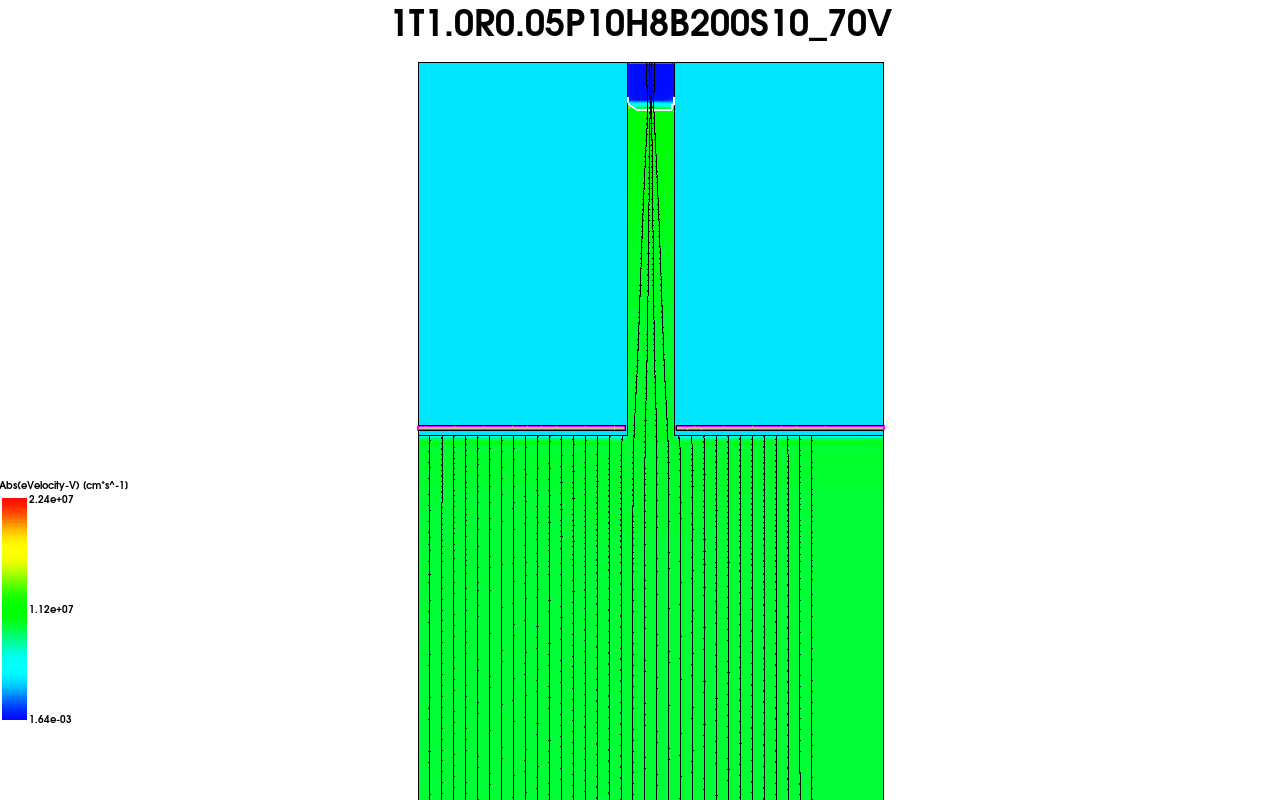 1T1.0R0.05P10H8B200S10_70V
Abs(eVelocity-V) (cm*s^-1)
2.24e+07
1.12e+07
1.64e-03